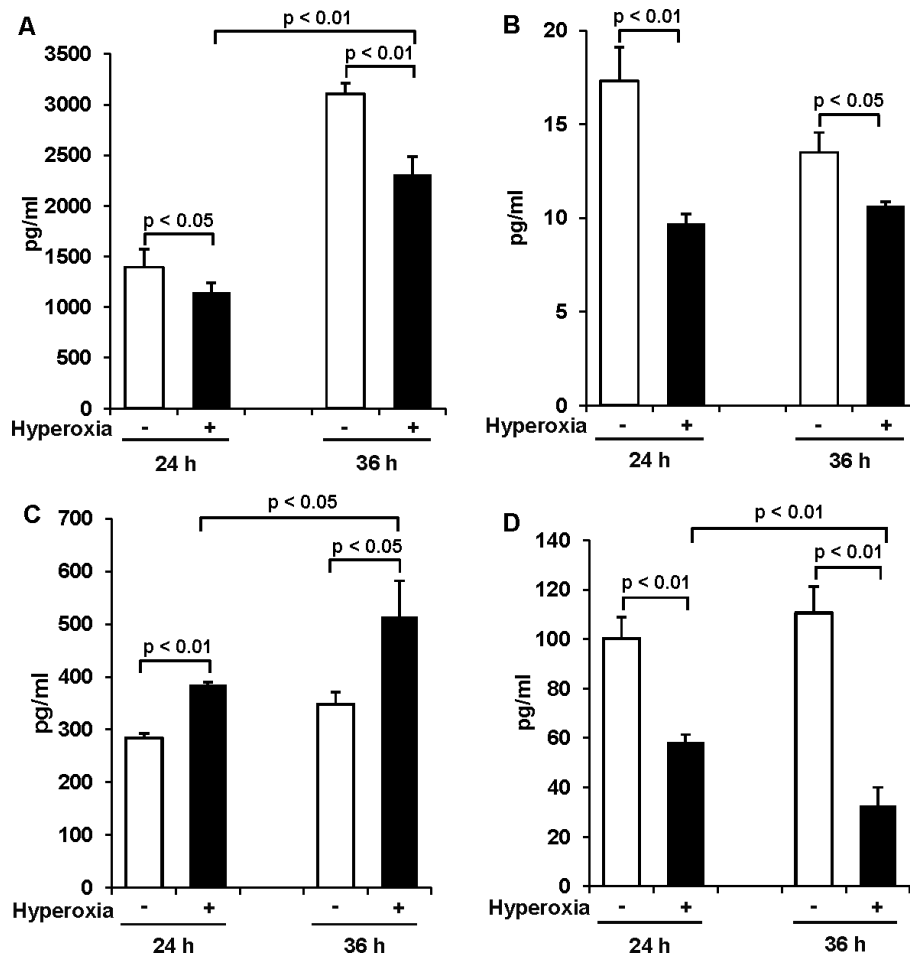 A
p < 0.01
p < 0.01
p < 0.05
pg/ml
3500
3000
2500
2000
1500
1000
500
0
Hyperoxia - + - +
24 h 36 h
B
p < 0.01
p < 0.05
pg/ml
20
15
10
5
0
Hyperoxia - + - +
24 h 36 h
C
p < 0.05
p < 0.05
p < 0.01
pg/ml
700
600
500
400
300
200
100
0
Hyperoxia - + - +
24 h 36 h
D
p < 0.01
p < 0.01
p < 0.01
pg/ml
140
120
100
80
60
40
20
0
Hyperoxia - + - +
24 h 36 h